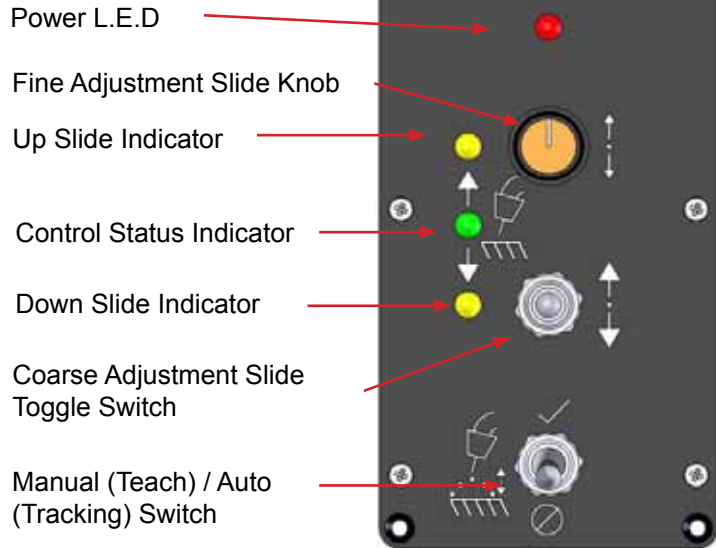 Power L.E.D
Fine Adjustment Slide Knob
Up Slide Indicator
Control Status Indicator
Down Slide Indicator
Coarse Adjustment Slide
Toggle Switch
Manual (Teach) / Auto
(Tracking) Switch